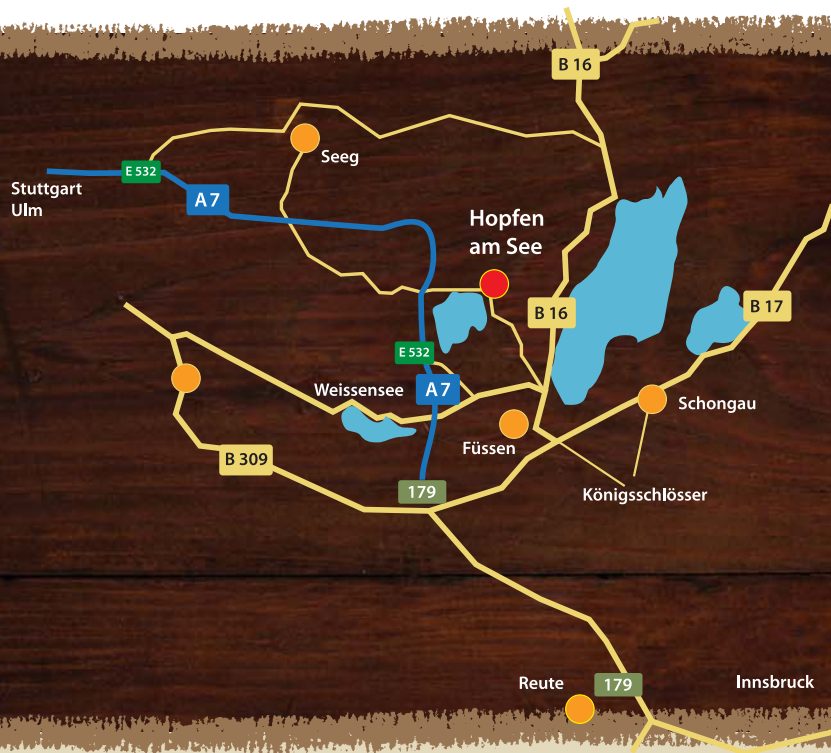 B 16
Seeg
E 532
Stuttgart
Ulm
A 7
Hopfen
am See
B 17
B 16
E 532
Weissensee
A 7
Schongau
Füssen
B 309
179
Königsschlösser
Reute
179
Innsbruck